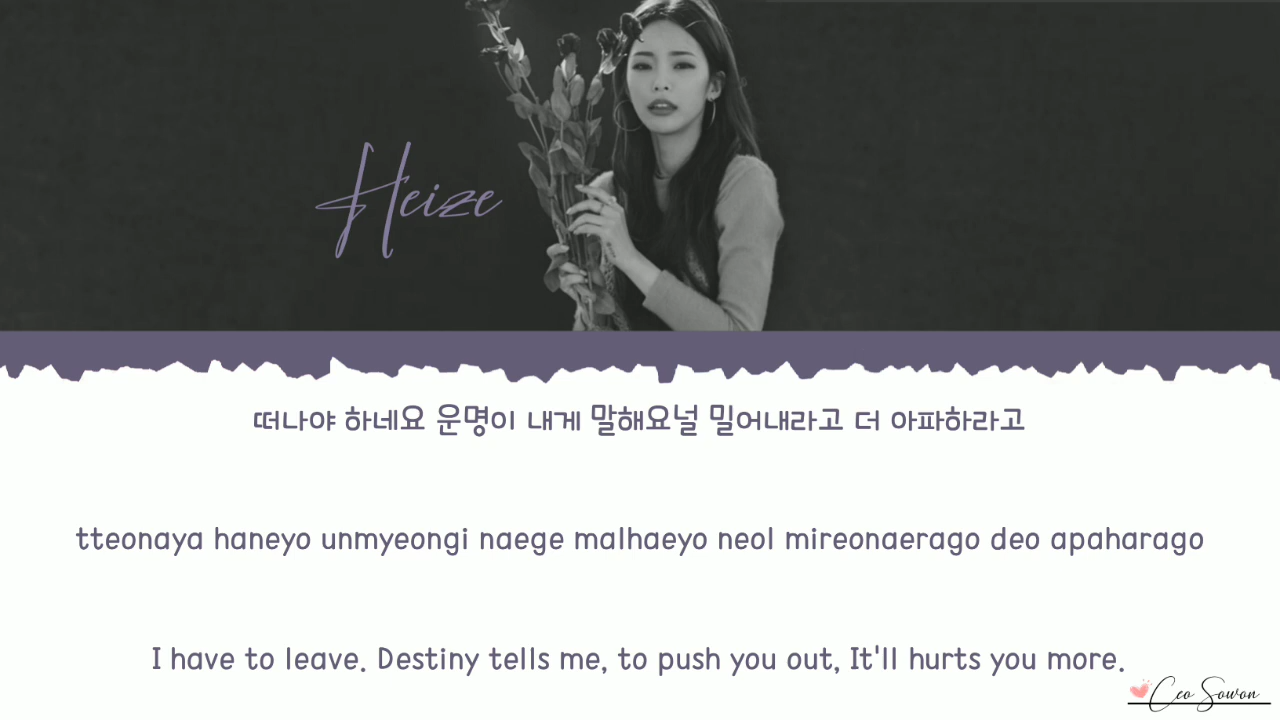 Heize
떠나야 하네요 운명이 내게 말해요널 밀어내라고 더 아파하라고
tteonaya haneyo unmyeongi naege malhaeyo neol mireonaerago deo apaharago
I have to leave. Destiny tells me, to push you out, It'll hurts you more.
Ceo Sowon